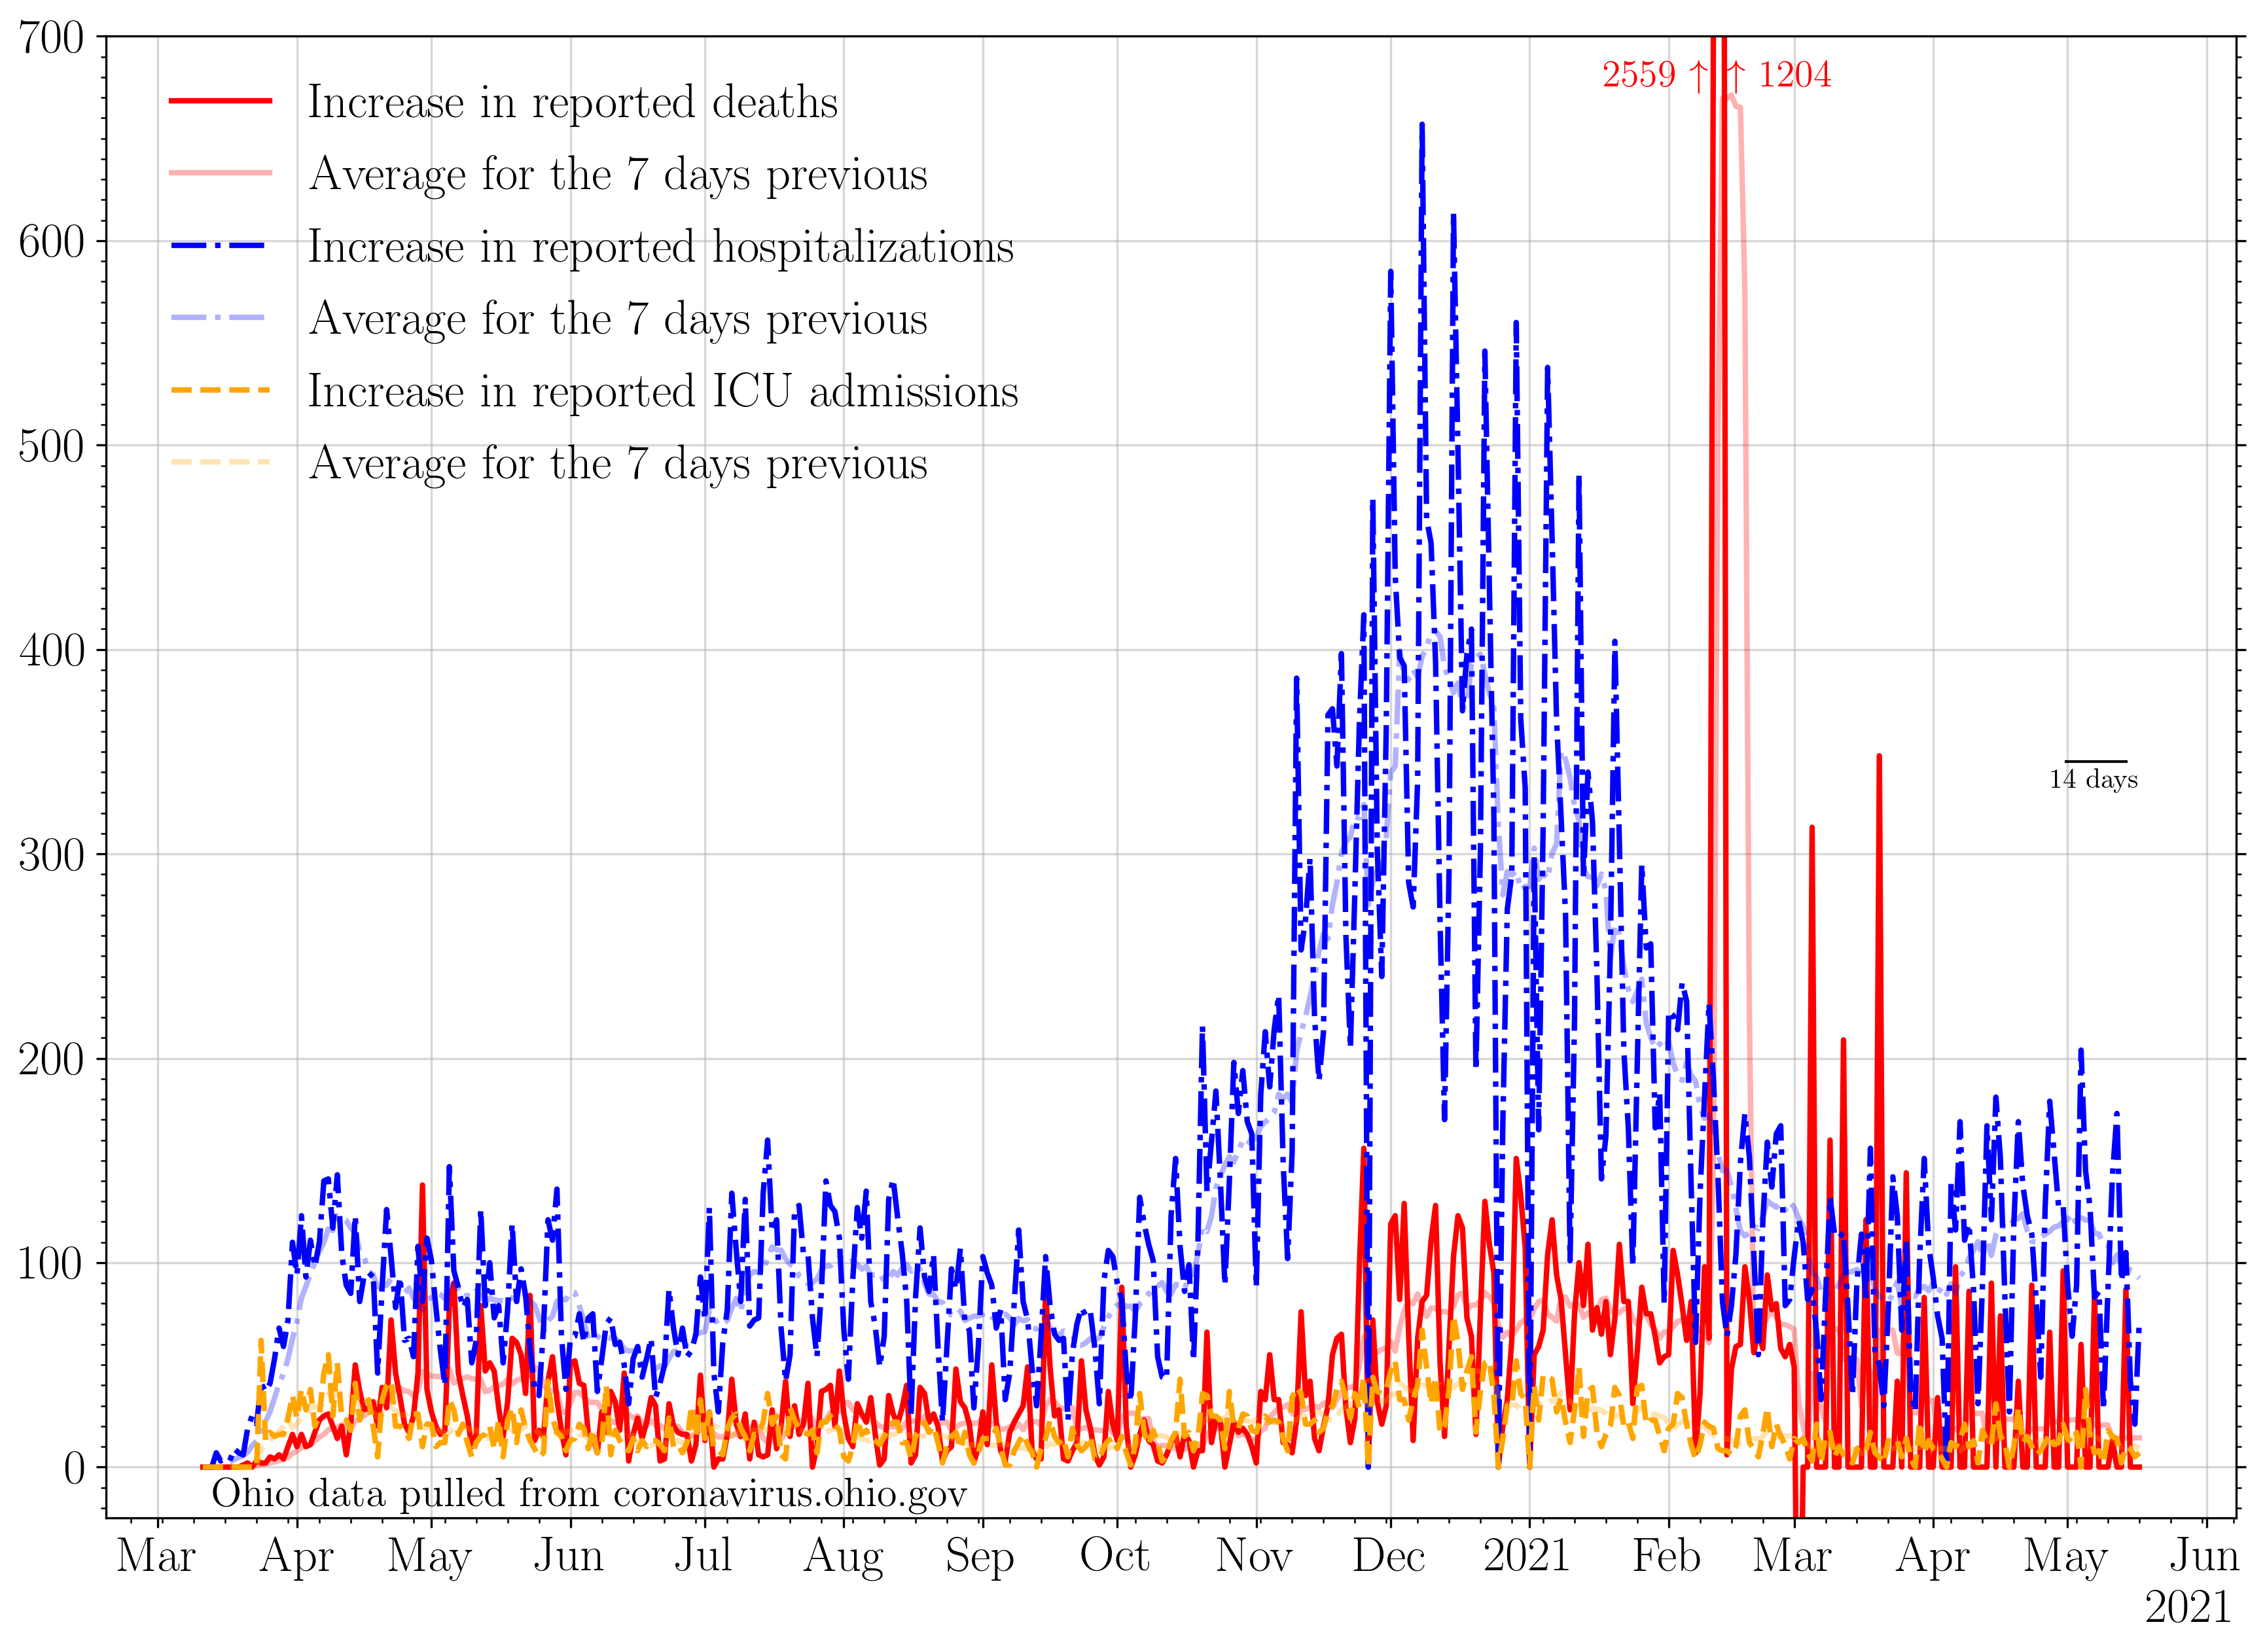 700
2559 ↑ ↑ 1204
Increase in reported deaths
Average for the 7 days previous
600
Increase in reported hospitalizations
Average for the 7 days previous
Increase in reported ICU admissions
500
Average for the 7 days previous
400
14 days
300
200
100
0
Ohio data pulled from coronavirus.ohio.gov
Mar Apr May Jun Jul Aug Sep Oct Nov Dec 2021 Feb Mar Apr May Jun
2021